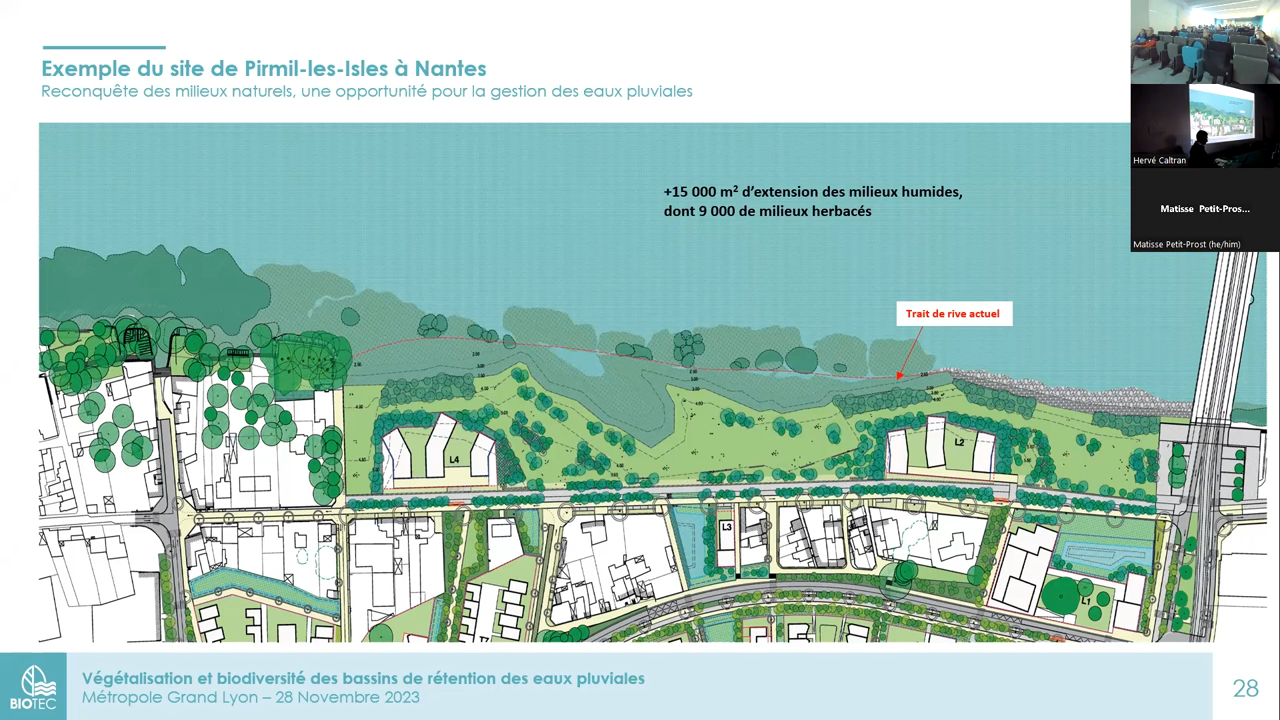 Exemple du site de Pirmil-les-Isles à Nantes
Reconquête des milieux naturels, une opportunité pour la gestion des eaux pluviales
+15 000 m² d’extension des milieux humides,
dont 9 000 de milieux herbacés
Trait de rive actuel
L4
L2
L3
L1
Hervé Caltran
Matisse Petit-Pros...
Matisse Petit-Prost (he/him)
BIOTEC
Végétalisation et biodiversité des bassins de rétention des eaux pluviales
Métropole Grand Lyon – 28 Novembre 2023
28